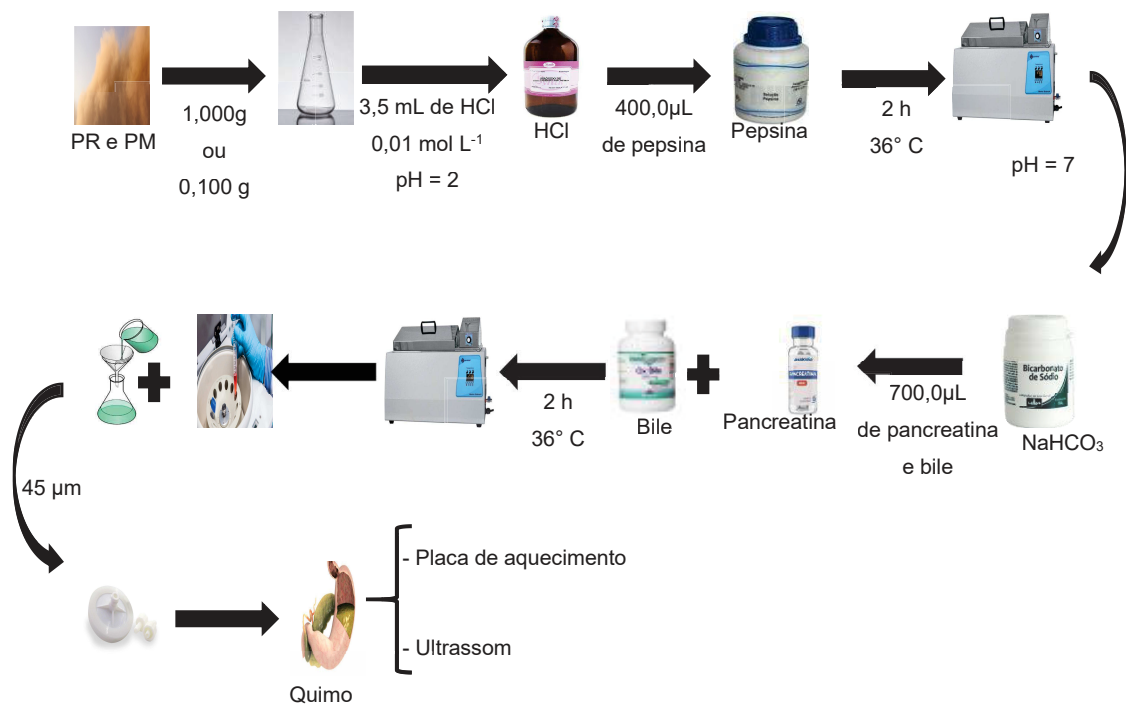 PR e PM
1,000g
ou
0,100 g
3,5 mL de HCl
0,01 mol L-1
pH = 2
HCl
400,0µL
de pepsina
Pepsina
2 h
36° C
pH = 7
Bicarbonato
de Sódio
NaHCO3
700,0µL
de pancreatina
e bile
Pancreatina
Bile
2 h
36° C
45 µm
Quimo
- Placa de aquecimento
- Ultrassom